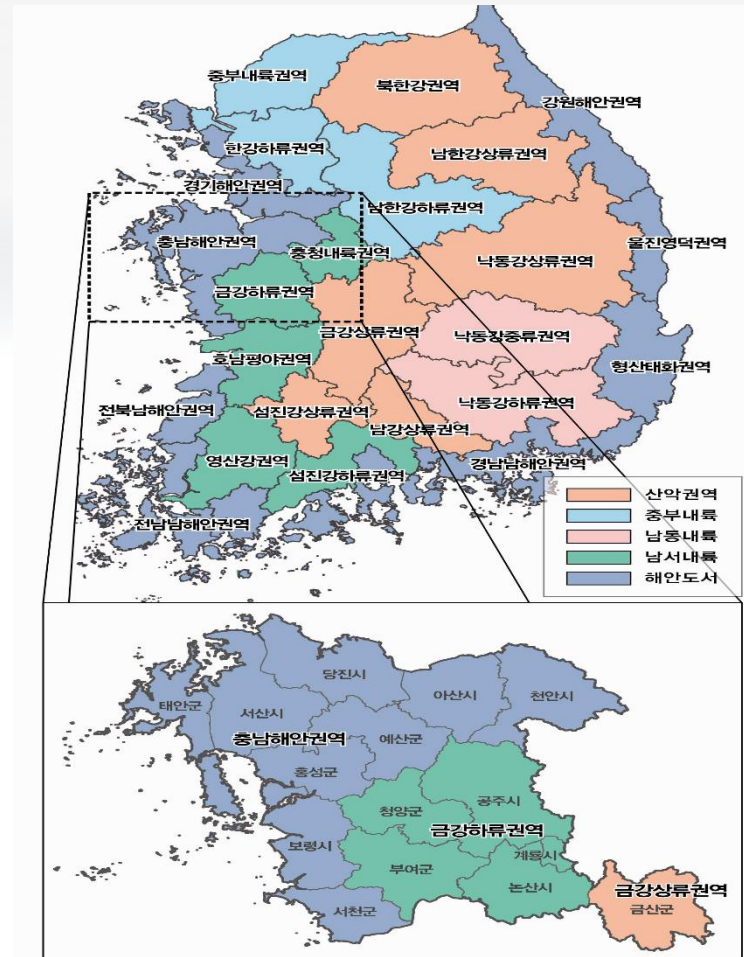 중부내륙권역
북한강권역
강원해안권역
한강하류권역
남한강상류권역
경기해안권역
남한강하류권역
충남해안권역
울진영덕권역
충청내륙권역
낙동강상류권역
금강하류권역
금강상류권역
낙동강중류권역
호남평야권역
형산태화권역
전북남해안권역
섬진강상류권역
낙동강하류권역
남강상류권역
영산강권역
섬진강하류권역
경남남해안권역
전남남해안권역
산악권역
중부내륙
남동내륙
남서내륙
해안도서
당진시
아산시
천안시
태안군
서산시
충남해안권역
예산군
홍성군
공주시
청양군
금강하류권역
보령시
계룡시
부여군
논산시
금강상류권역
서천군
금산군